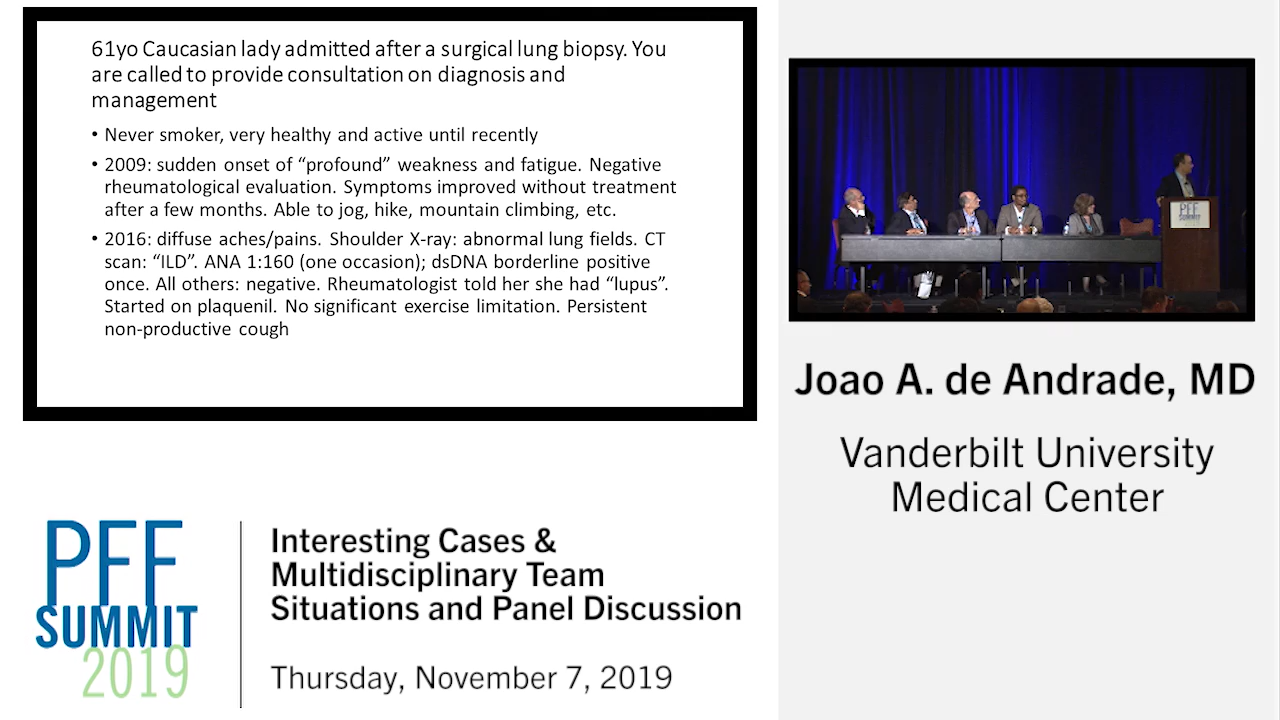 61yo Caucasian lady admitted after a surgical lung biopsy. You
are called to provide consultation on diagnosis and
management
• Never smoker, very healthy and active until recently
• 2009: sudden onset of “profound” weakness and fatigue. Negative
rheumatological evaluation. Symptoms improved without treatment
after a few months. Able to jog, hike, mountain climbing, etc.
• 2016: diffuse aches/pains. Shoulder X-ray: abnormal lung fields. CT
scan: “ILD”. ANA 1:160 (one occasion); dsDNA borderline positive
once. All others: negative. Rheumatologist told her she had “lupus”.
Started on plaquenil. No significant exercise limitation. Persistent
non-productive cough
PFF
SUMMIT
Joao A. de Andrade, MD
Vanderbilt University
Medical Center
PFF
SUMMIT
2019
Interesting Cases &
Multidisciplinary Team
Situations and Panel Discussion
Thursday, November 7, 2019